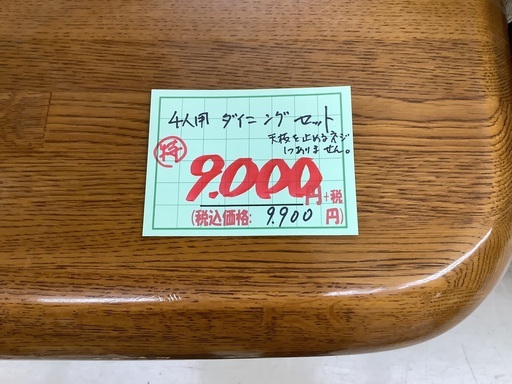 4人用 ダイニングセット
天板を止めるネジ
1つありません。
9.000円+税
(税込価格: 9.900 円)